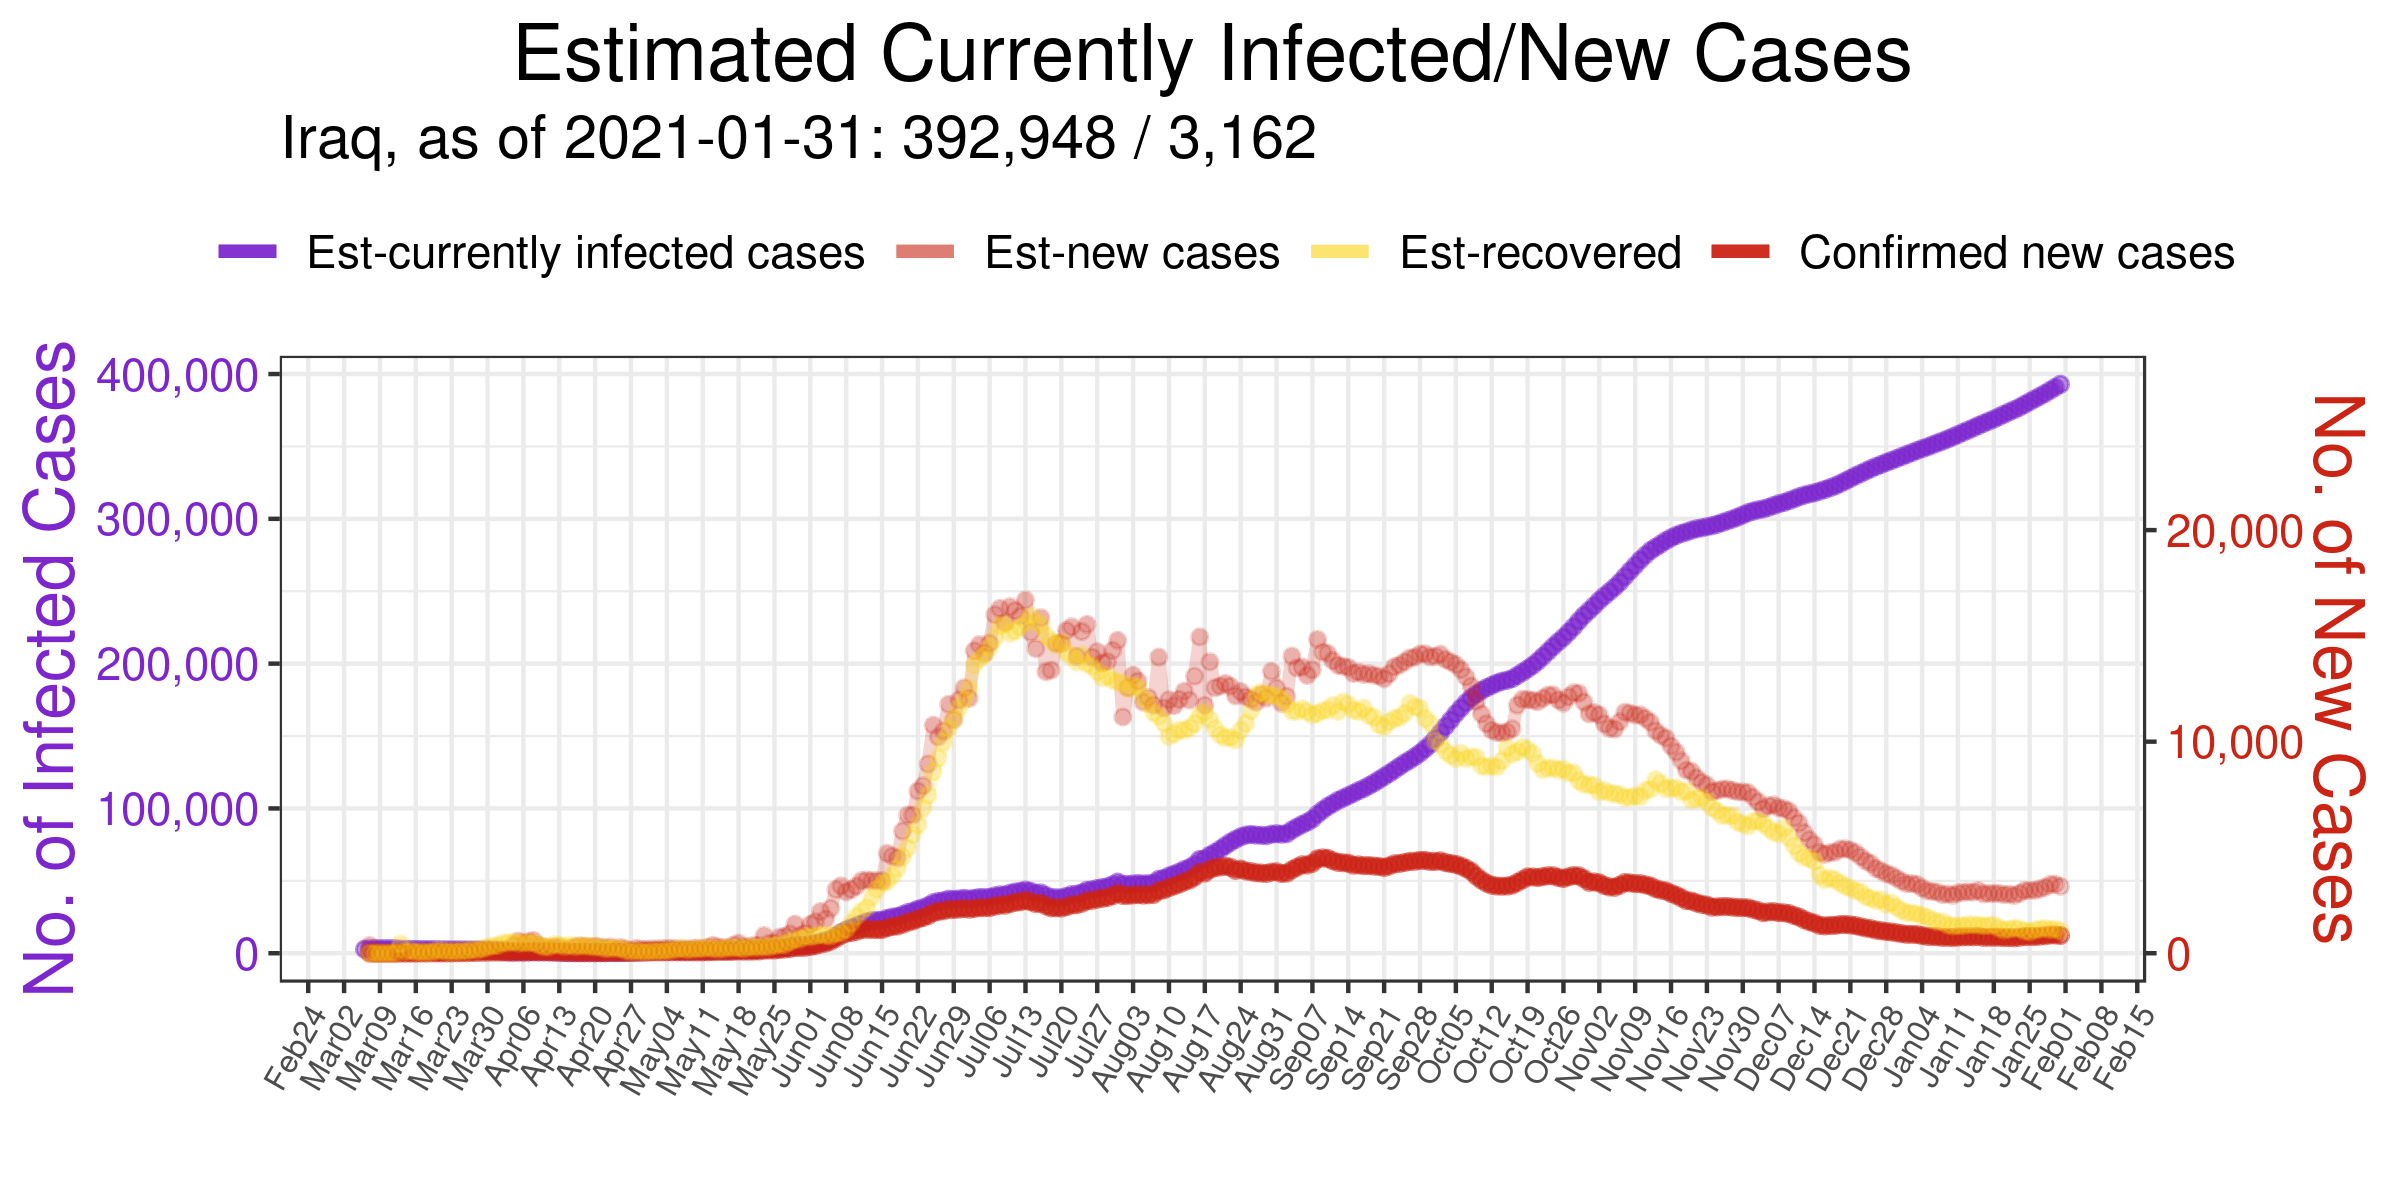 Estimated Currently Infected/New Cases
Iraq, as of 2021-01-31: 392,948 / 3,162
Est-currently infected cases Est-new cases Est-recovered Confirmed new cases
No. of Infected Cases
400,000
300,000
200,000
100,000
0
No. of New Cases
20,000
10,000
0
Feb24 Mar02 Mar09 Mar16 Mar23 Mar30 Apr06 Apr13 Apr20 Apr27 May04 May11 May18 May25 Jun01 Jun08 Jun15 Jun22 Jun29 Jul06 Jul13 Jul20 Jul27 Aug03 Aug10 Aug17 Aug24 Aug31 Sep07 Sep14 Sep21 Sep28 Oct05 Oct12 Oct19 Oct26 Nov02 Nov09 Nov16 Nov23 Nov30 Dec07 Dec14 Dec21 Dec28 Jan04 Jan11 Jan18 Jan25 Feb01 Feb08 Feb15